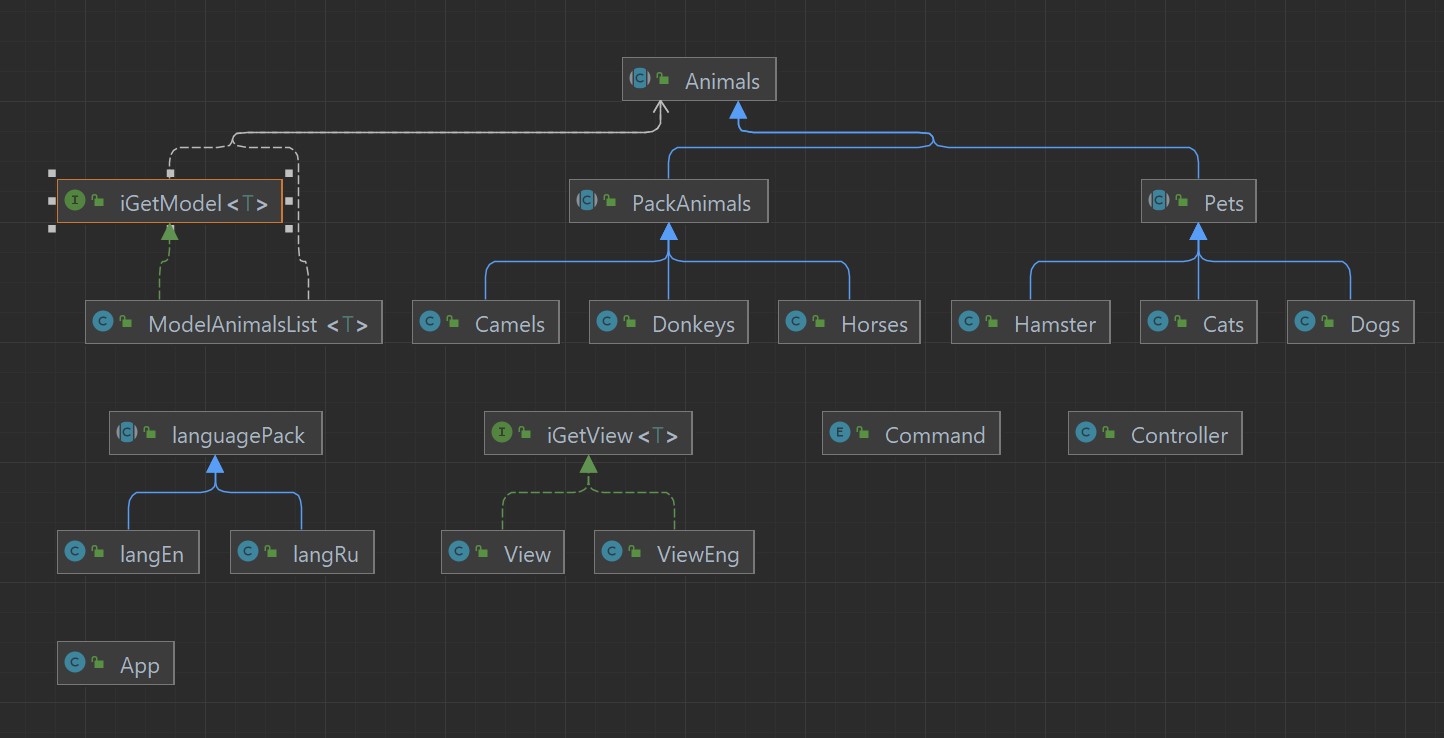 Animals
iGetModel <T>
PackAnimals
Pets
ModelAnimalsList <T>
Camels
Donkeys
Horses
Hamster
Cats
Dogs
languagePack
iGetView <T>
Command
Controller
langEn
langRu
View
ViewEng
App